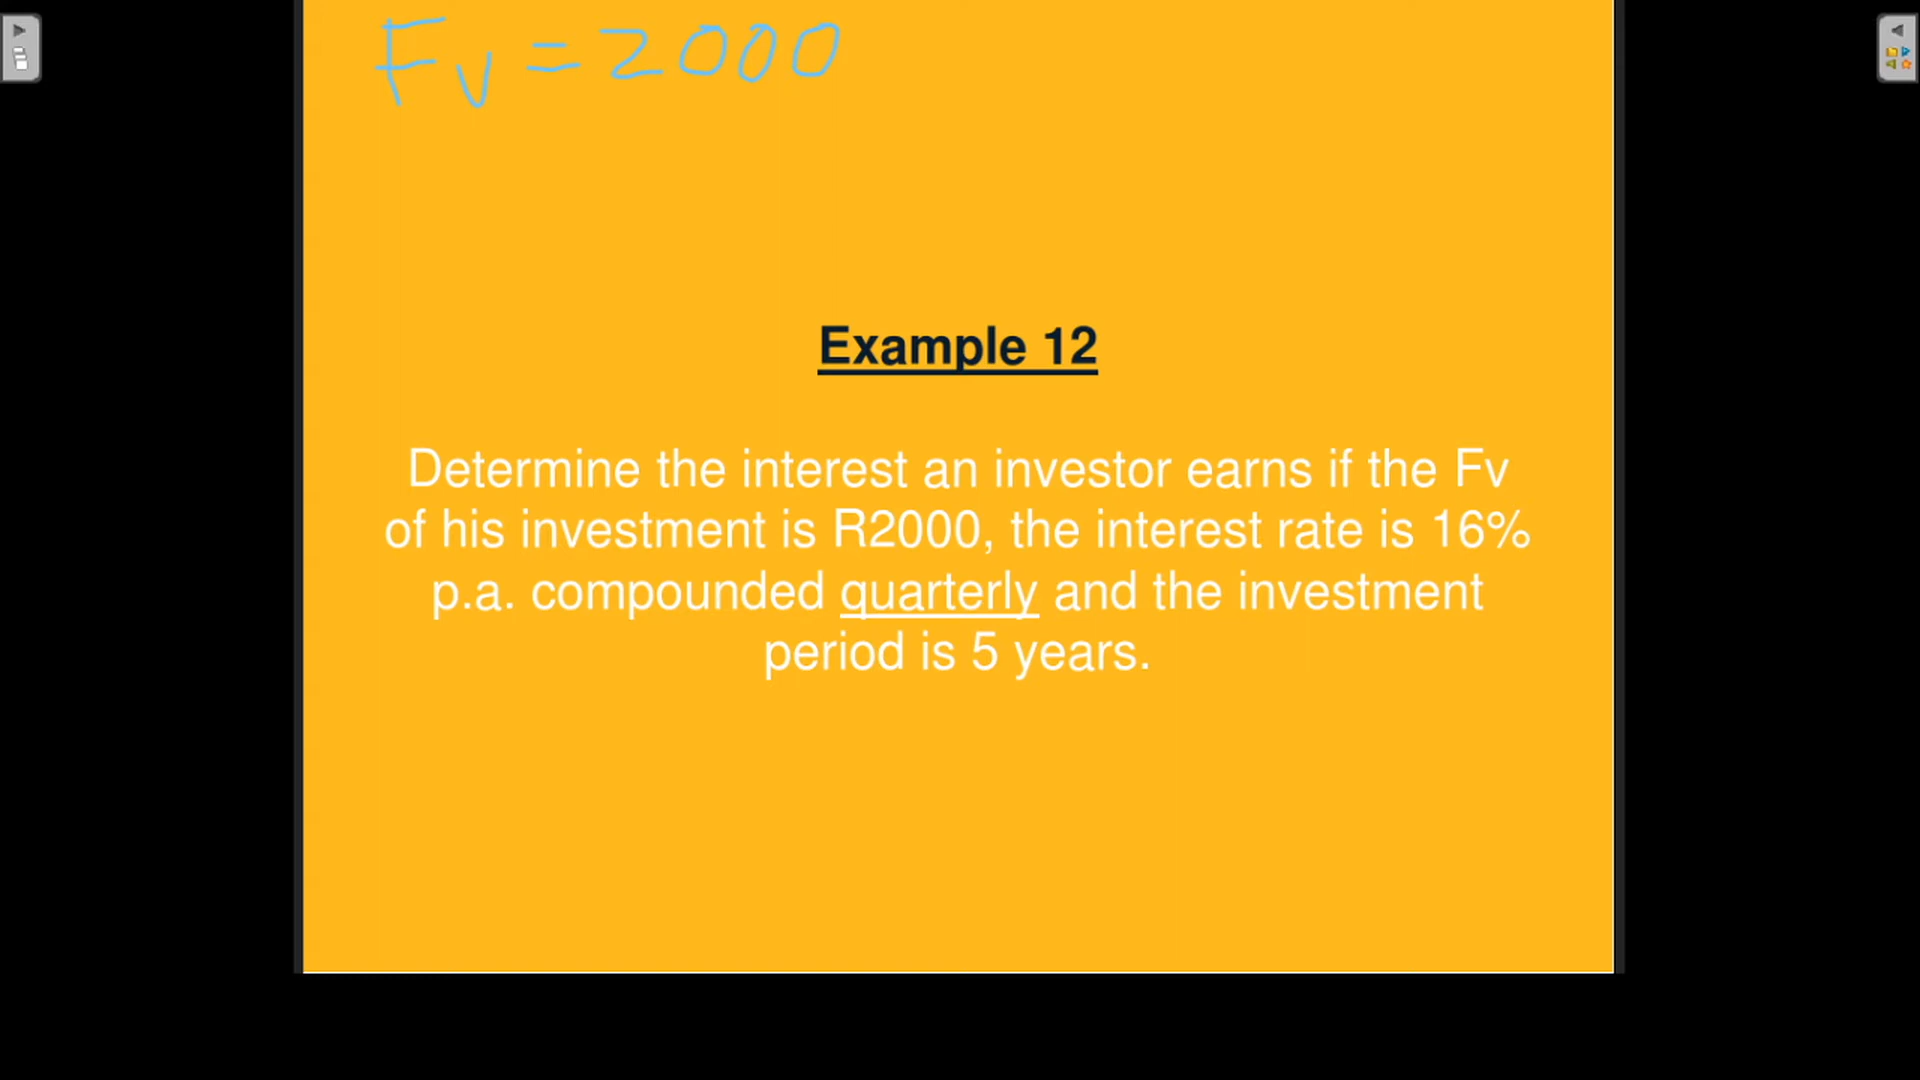 Fv = 2000
Example 12
Determine the interest an investor earns if the Fv
of his investment is R2000, the interest rate is 16%
p.a. compounded quarterly and the investment
period is 5 years.